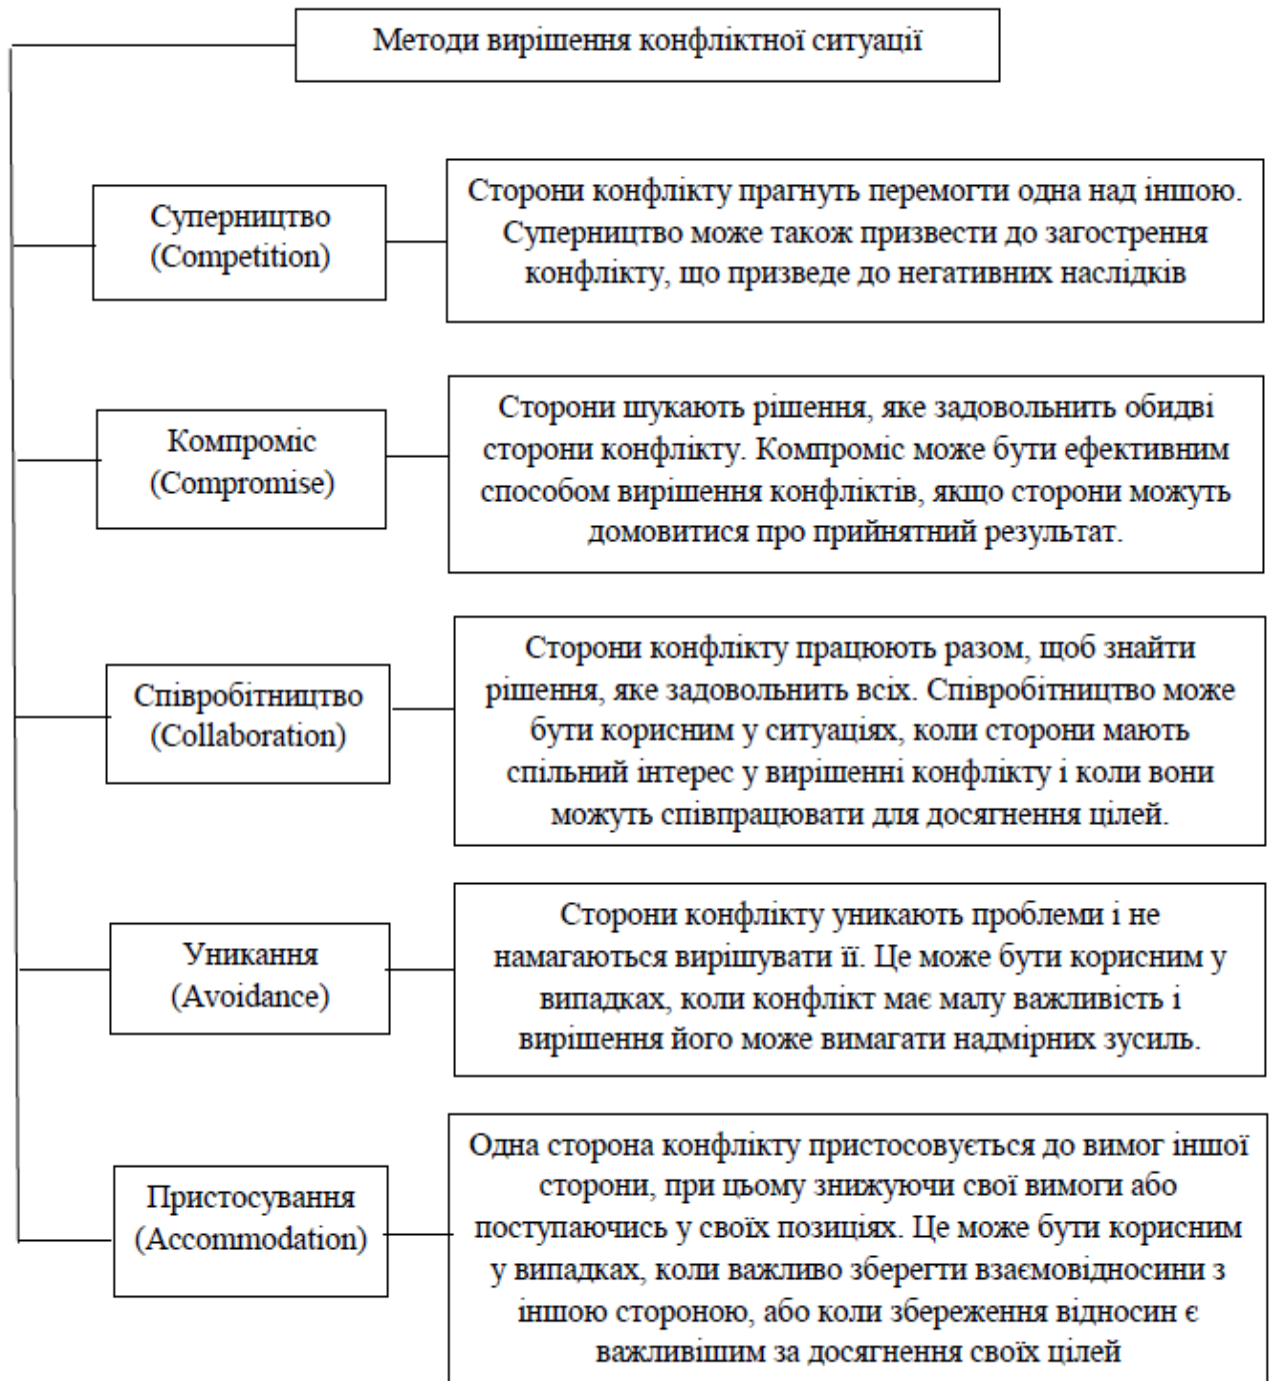 Методи вирішення конфліктної ситуації
Суперництво
(Competition)
Сторони конфлікту прагнуть перемогти одна над іншою.
Суперництво може також призвести до загострення
конфлікту, що призведе до негативних наслідків
Компроміс
(Compromise)
Сторони шукають рішення, яке задовольнить обидві
сторони конфлікту. Компроміс може бути ефективним
способом вирішення конфліктів, якщо сторони можуть
домовитися про прийнятний результат.
Співробітництво
(Collaboration)
Сторони конфлікту працюють разом, щоб знайти
рішення, яке задовольнить всіх. Співробітництво може
бути корисним у ситуаціях, коли сторони мають
спільний інтерес у вирішенні конфлікту і коли вони
можуть співпрацювати для досягнення цілей.
Уникання
(Avoidance)
Сторони конфлікту уникають проблеми і не
намагаються вирішувати її. Це може бути корисним у
випадках, коли конфлікт має малу важливість і
вирішення його може вимагати надмірних зусиль.
Пристосування
(Accommodation)
Одна сторона конфлікту пристосовується до вимог іншої
сторони, при цьому знижуючи свої вимоги або
поступаючись у своїх позиціях. Це може бути корисним
у випадках, коли важливо зберегти взаємовідносини з
іншою стороною, або коли збереження відносин є
важливішим за досягнення своїх цілей